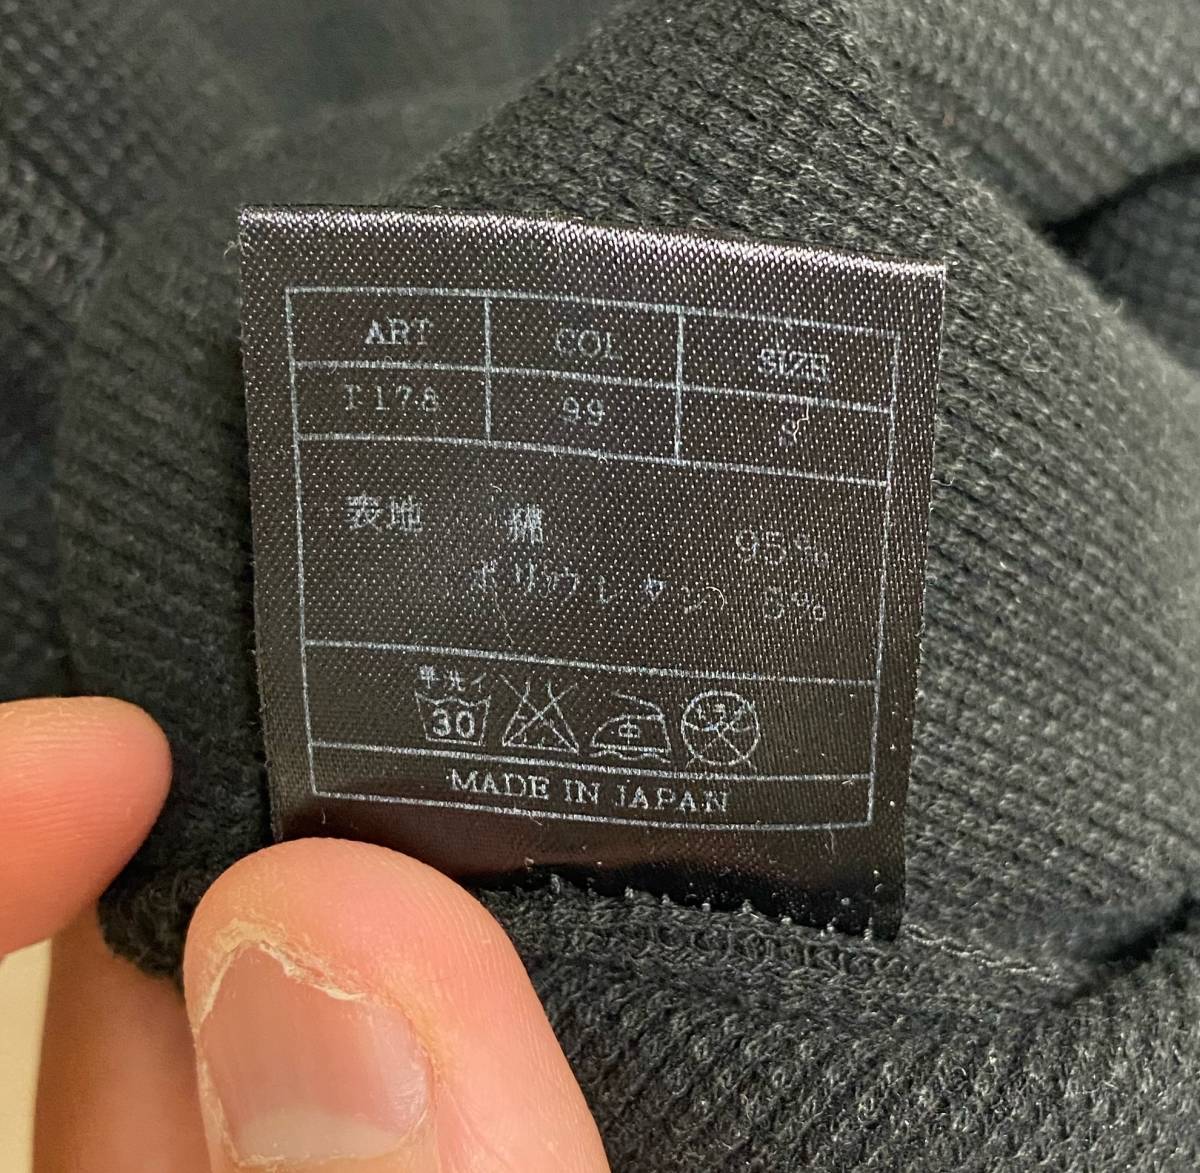 ART COL SIZE
T178 99 S
表地 綿 95%
ポリウレタン 5%
手洗イ
30
MADE IN JAPAN